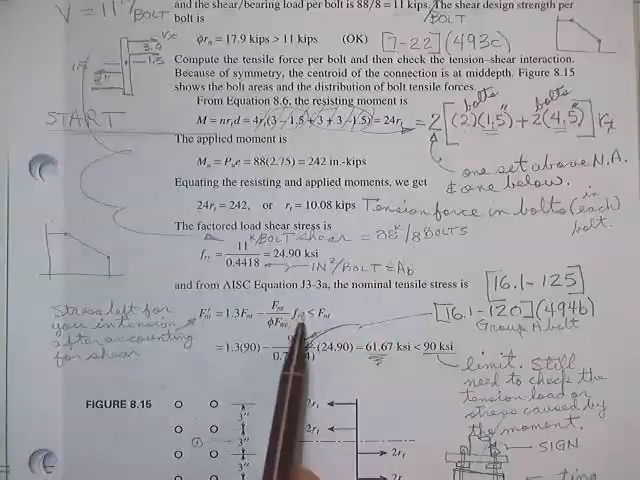 V = 11 K/BOLT
and the shear/bearing load per bolt is 88/8 = 11 kips. The shear design strength per
/BOLT
bolt is
ϕrn = 17.9 kips > 11 kips (OK) [7-22] (493c)
Compute the tensile force per bolt and then check the tension–shear interaction.
Because of symmetry, the centroid of the connection is at middepth. Figure 8.15
shows the bolt areas and the distribution of bolt tensile forces.
bolts bolts
From Equation 8.6, the resisting moment is
START
M = nrtd = 4rt(3 − 1.5 + 3 + 3 − 1.5) = 24rt = 2[(2)(1.5") + 2(4.5")] rt
The applied moment is
Mu = Pue = 88(2.75) = 242 in.-kips
one set above N.A.
& one below.
Equating the resisting and applied moments, we get
24rt = 242, or rt = 10.08 kips Tension force in bolts (in each) bolt.
The factored load shear stress is
11 K/BOLT shear = 88K/8 BOLTS
frv = 11/0.4418 = 24.90 ksi
IN²/BOLT = Ab
and from AISC Equation J3-3a, the nominal tensile stress is [16.1-125]
Stress left for
you in tension
after accounting
for shear
F'nt = 1.3Fnt − Fnt/ϕFnv frv ≤ Fnt
[16.1-120] (494b)
Group A bolt
= 1.3(90) − (24.90) = 61.67 ksi < 90 ksi
limit. Still
need to check the
tension load or
stress caused by
the moment.
FIGURE 8.15
3"
3"
3"
2rt
2rt
2rt
SIGN